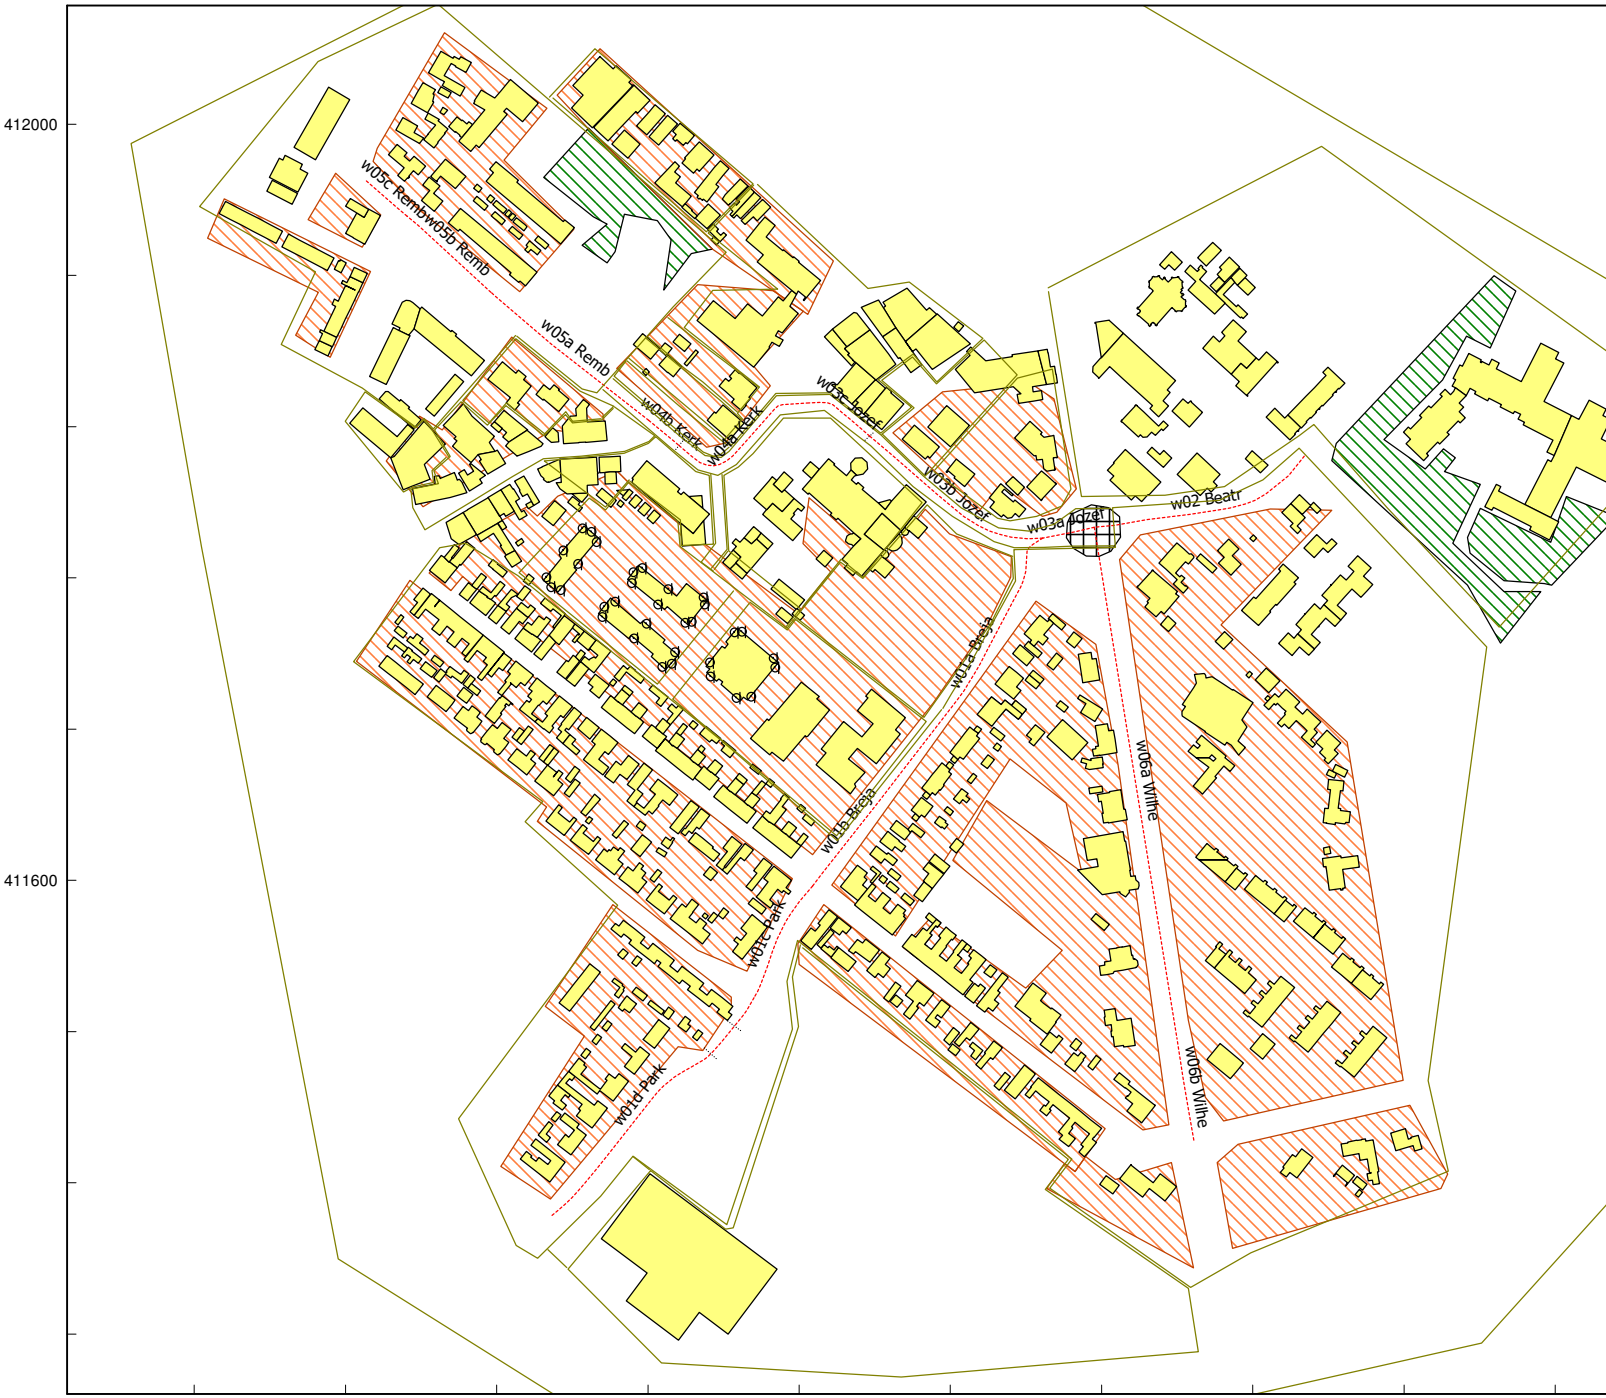 412000
w05c Remb
w05b Remb
w05a Remb
w03c Jozef
w04b Kerk
w04a Kerk
w03b Jozef
w02 Beatr
w03a Jozef
w01a Breja
w06a Wilhe
w01b Breja
411600
w01c Park
w06b Wilhe
w01d Park